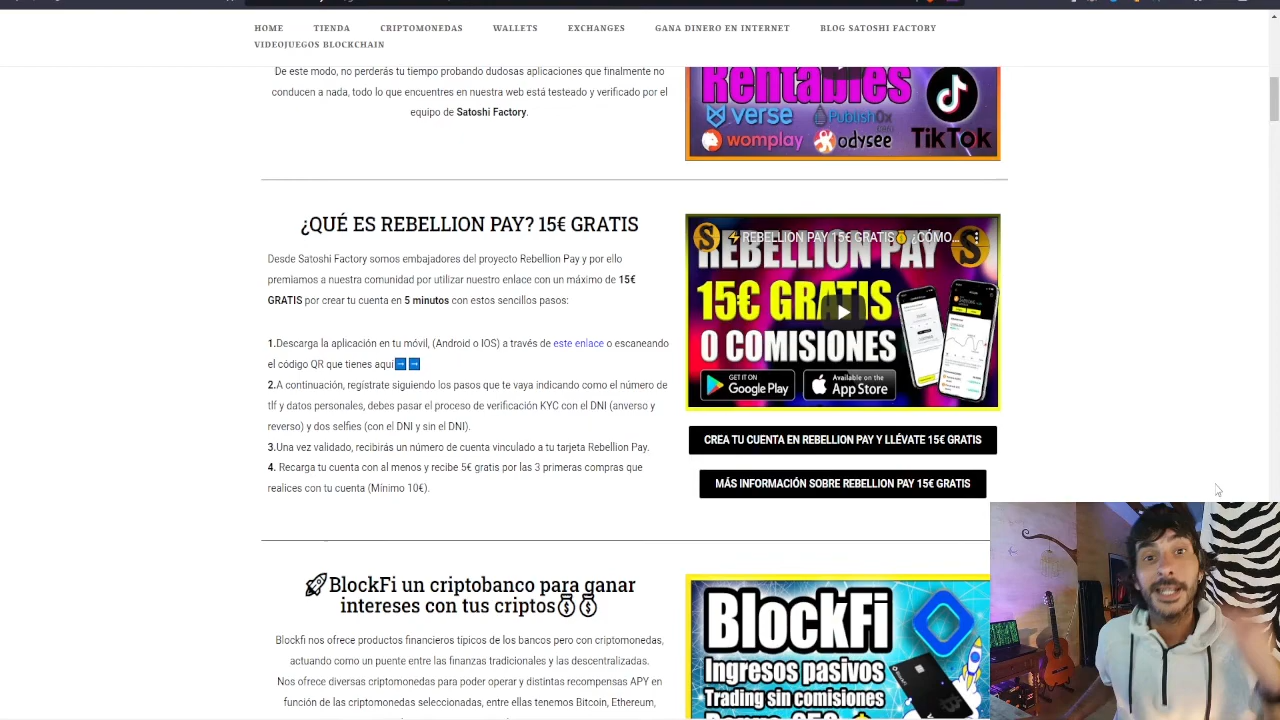 HOME
TIENDA
CRIPTOMONEDAS
WALLETS
EXCHANGES
GANA DINERO EN INTERNET
BLOG SATOSHI FACTORY
VIDEOJUEGOS BLOCKCHAIN
De este modo, no perderás tu tiempo probando dudosas aplicaciones que finalmente no
conducen a nada, todo lo que encuentres en nuestra web está testeado y verificado por el
equipo de Satoshi Factory.
Rentables
verse
Publish0x
womplay
odysee
TikTok
¿QUÉ ES REBELLION PAY? 15€ GRATIS
Desde Satoshi Factory somos embajadores del proyecto Rebellion Pay y por ello
premiamos a nuestra comunidad por utilizar nuestro enlace con un máximo de 15€
GRATIS por crear tu cuenta en 5 minutos con estos sencillos pasos:
1.Descarga la aplicación en tu móvil, (Android o IOS) a través de este enlace o escaneando
el código QR que tienes aquí➡➡
2.A continuación, regístrate siguiendo los pasos que te vaya indicando como el número de
tlf y datos personales, debes pasar el proceso de verificación KYC con el DNI (anverso y
reverso) y dos selfies (con el DNI y sin el DNI).
3.Una vez validado, recibirás un número de cuenta vinculado a tu tarjeta Rebellion Pay.
4. Recarga tu cuenta con al menos y recibe 5€ gratis por las 3 primeras compras que
realices con tu cuenta (Mínimo 10€).
⚡REBELLION PAY 15€ GRATIS💰 ¿CÓMO...
REBELLION PAY
15€ GRATIS
0 COMISIONES
GET IT ON
Google Play
Available on the
App Store
CREA TU CUENTA EN REBELLION PAY Y LLÉVATE 15€ GRATIS
MÁS INFORMACIÓN SOBRE REBELLION PAY 15€ GRATIS
🚀BlockFi un criptobanco para ganar
intereses con tus criptos💰💰
Blockfi nos ofrece productos financieros típicos de los bancos pero con criptomonedas,
actuando como un puente entre las finanzas tradicionales y las descentralizadas.
Nos ofrece diversas criptomonedas para poder operar y distintas recompensas APY en
función de las criptomonedas seleccionadas, entre ellas tenemos Bitcoin, Ethereum,
BlockFi
Ingresos pasivos
Trading sin comisiones